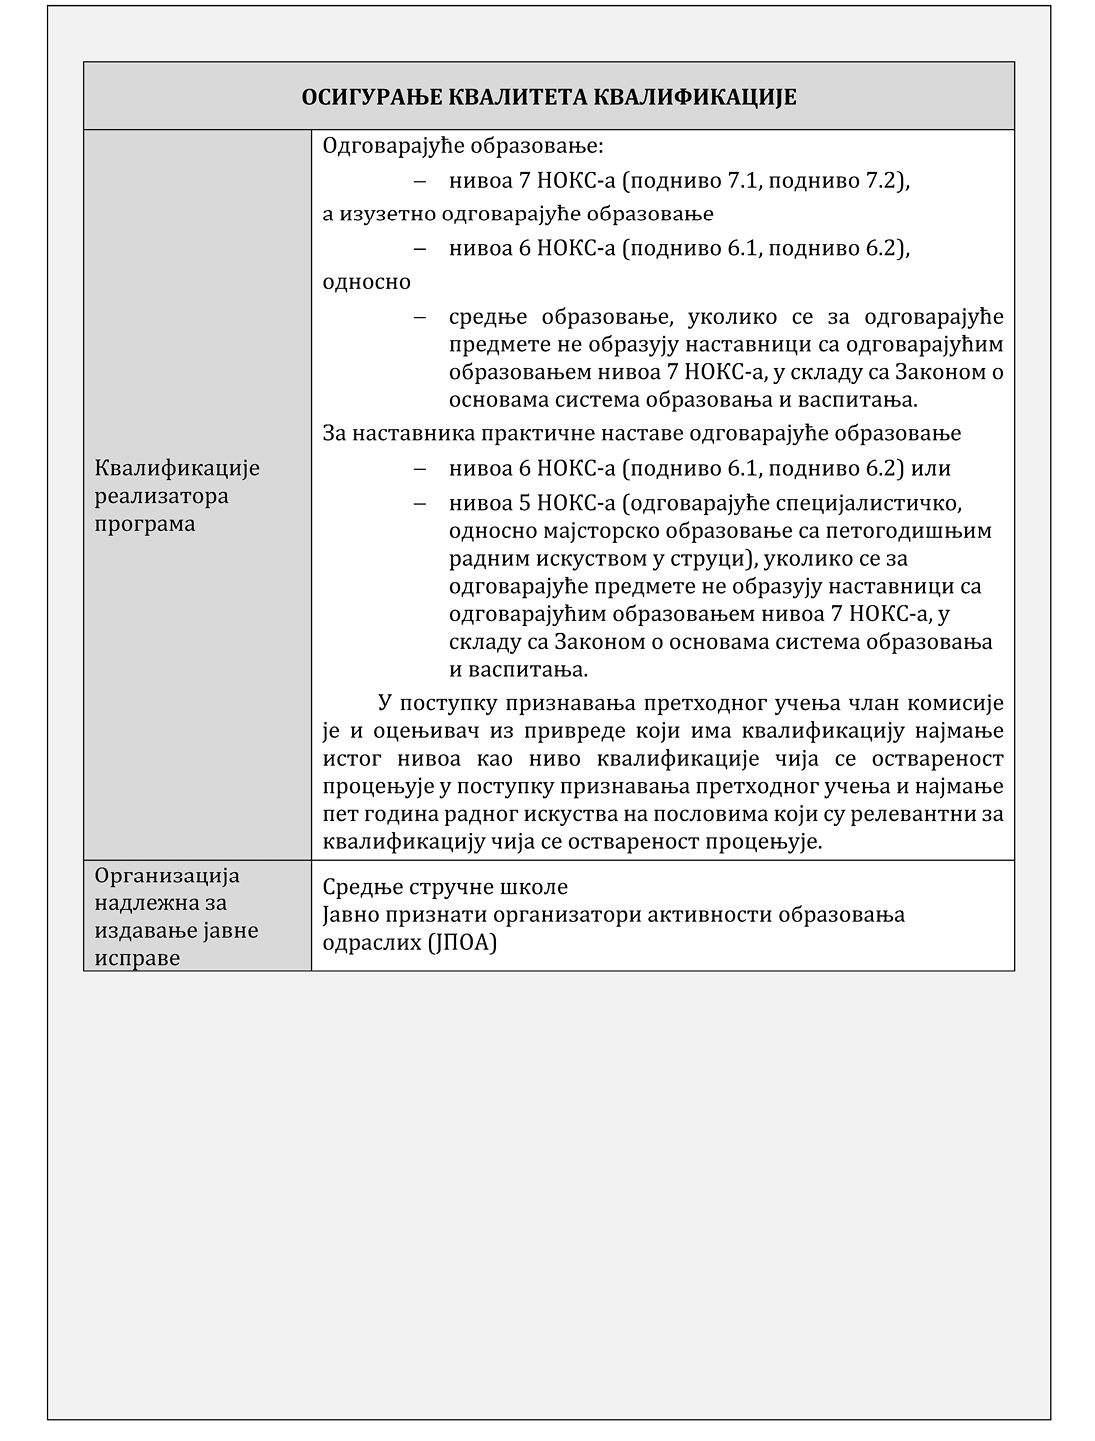 ОСИГУРАЊЕ КВАЛИТЕТА КВАЛИФИКАЦИЈЕ
Квалификације
реализатора
програма
Одговарајуће образовање:
– нивоа 7 НОКС-а (подниво 7.1, подниво 7.2),
а изузетно одговарајуће образовање
– нивоа 6 НОКС-а (подниво 6.1, подниво 6.2),
односно
– средње образовање, уколико се за одговарајуће
предмете не образују наставници са одговарајућим
образовањем нивоа 7 НОКС-а, у складу са Законом о
основама система образовања и васпитања.
За наставника практичне наставе одговарајуће образовање
– нивоа 6 НОКС-а (подниво 6.1, подниво 6.2) или
– нивоа 5 НОКС-а (одговарајуће специјалистичко,
односно мајсторско образовање са петогодишњим
радним искуством у струци), уколико се за
одговарајуће предмете не образују наставници са
одговарајућим образовањем нивоа 7 НОКС-а, у
складу са Законом о основама система образовања
и васпитања.
У поступку признавања претходног учења члан комисије
је и оцењивач из привреде који има квалификацију најмање
истог нивоа као ниво квалификације чија се оствареност
процењује у поступку признавања претходног учења и најмање
пет година радног искуства на пословима који су релевантни за
квалификацију чија се оствареност процењује.
Организација
надлежна за
издавање јавне
исправе
Средње стручне школе
Јавно признати организатори активности образовања
одраслих (ЈПОА)